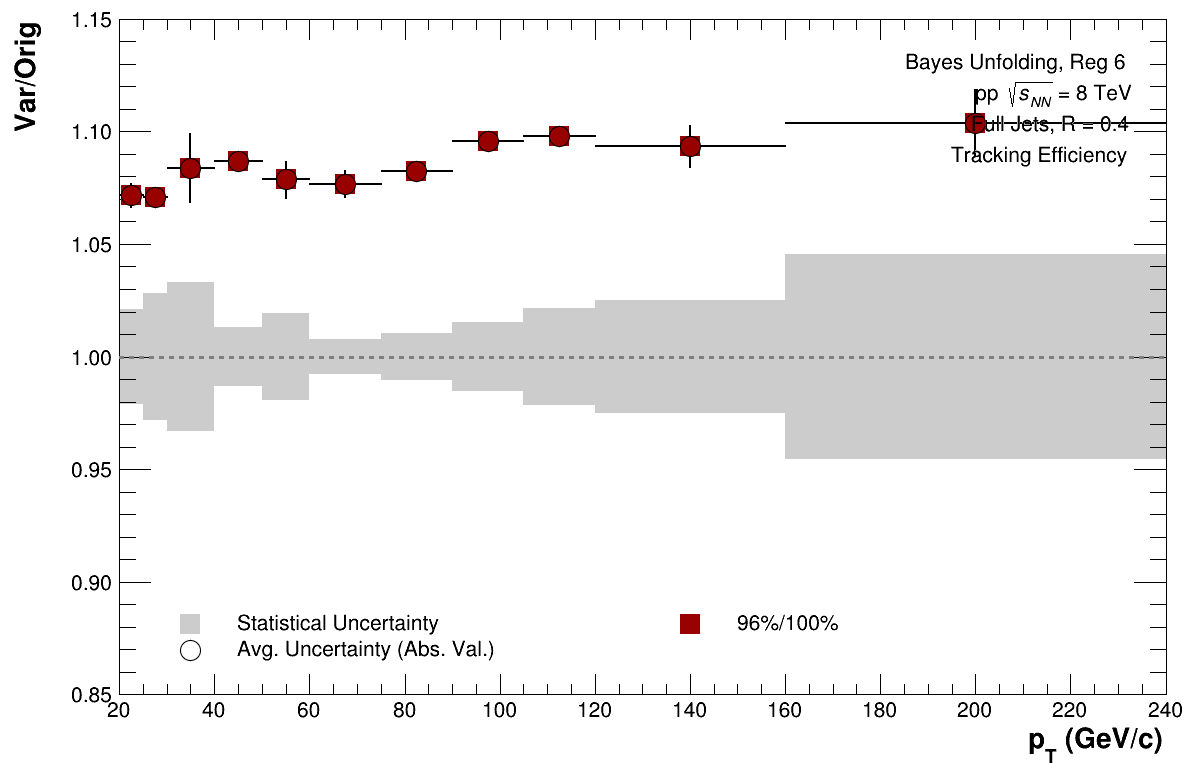 Var/Orig
1.15
1.10
1.05
1.00
0.95
0.90
0.85
Bayes Unfolding, Reg 6
pp √s_NN = 8 TeV
Full Jets, R = 0.4
Tracking Efficiency
Statistical Uncertainty
96%/100%
Avg. Uncertainty (Abs. Val.)
20 40 60 80 100 120 140 160 180 200 220 240
p_T (GeV/c)